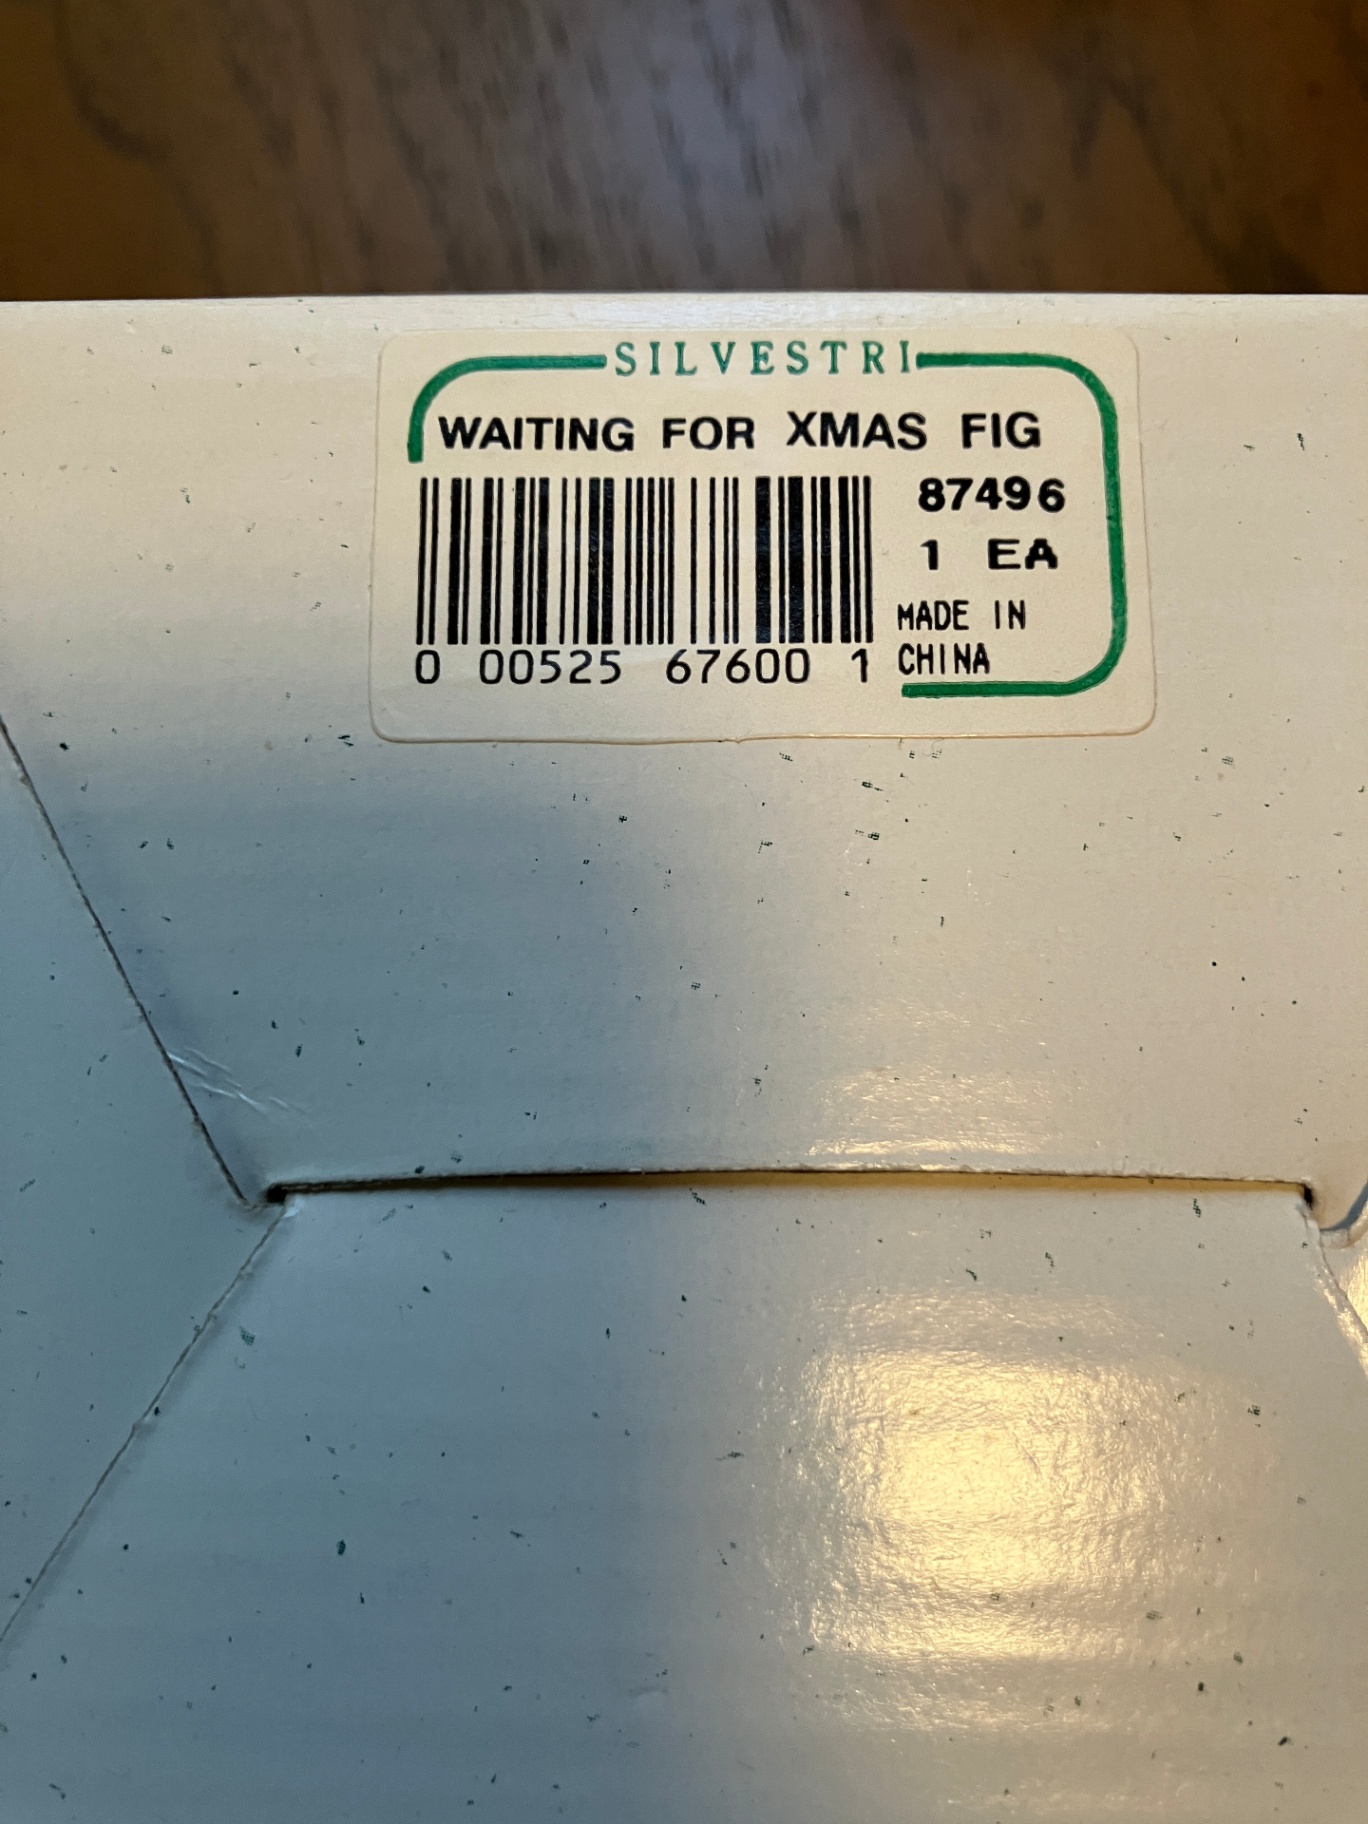 SILVESTRI
WAITING FOR XMAS FIG
87496
1 EA
MADE IN
CHINA
0 00525 67600 1